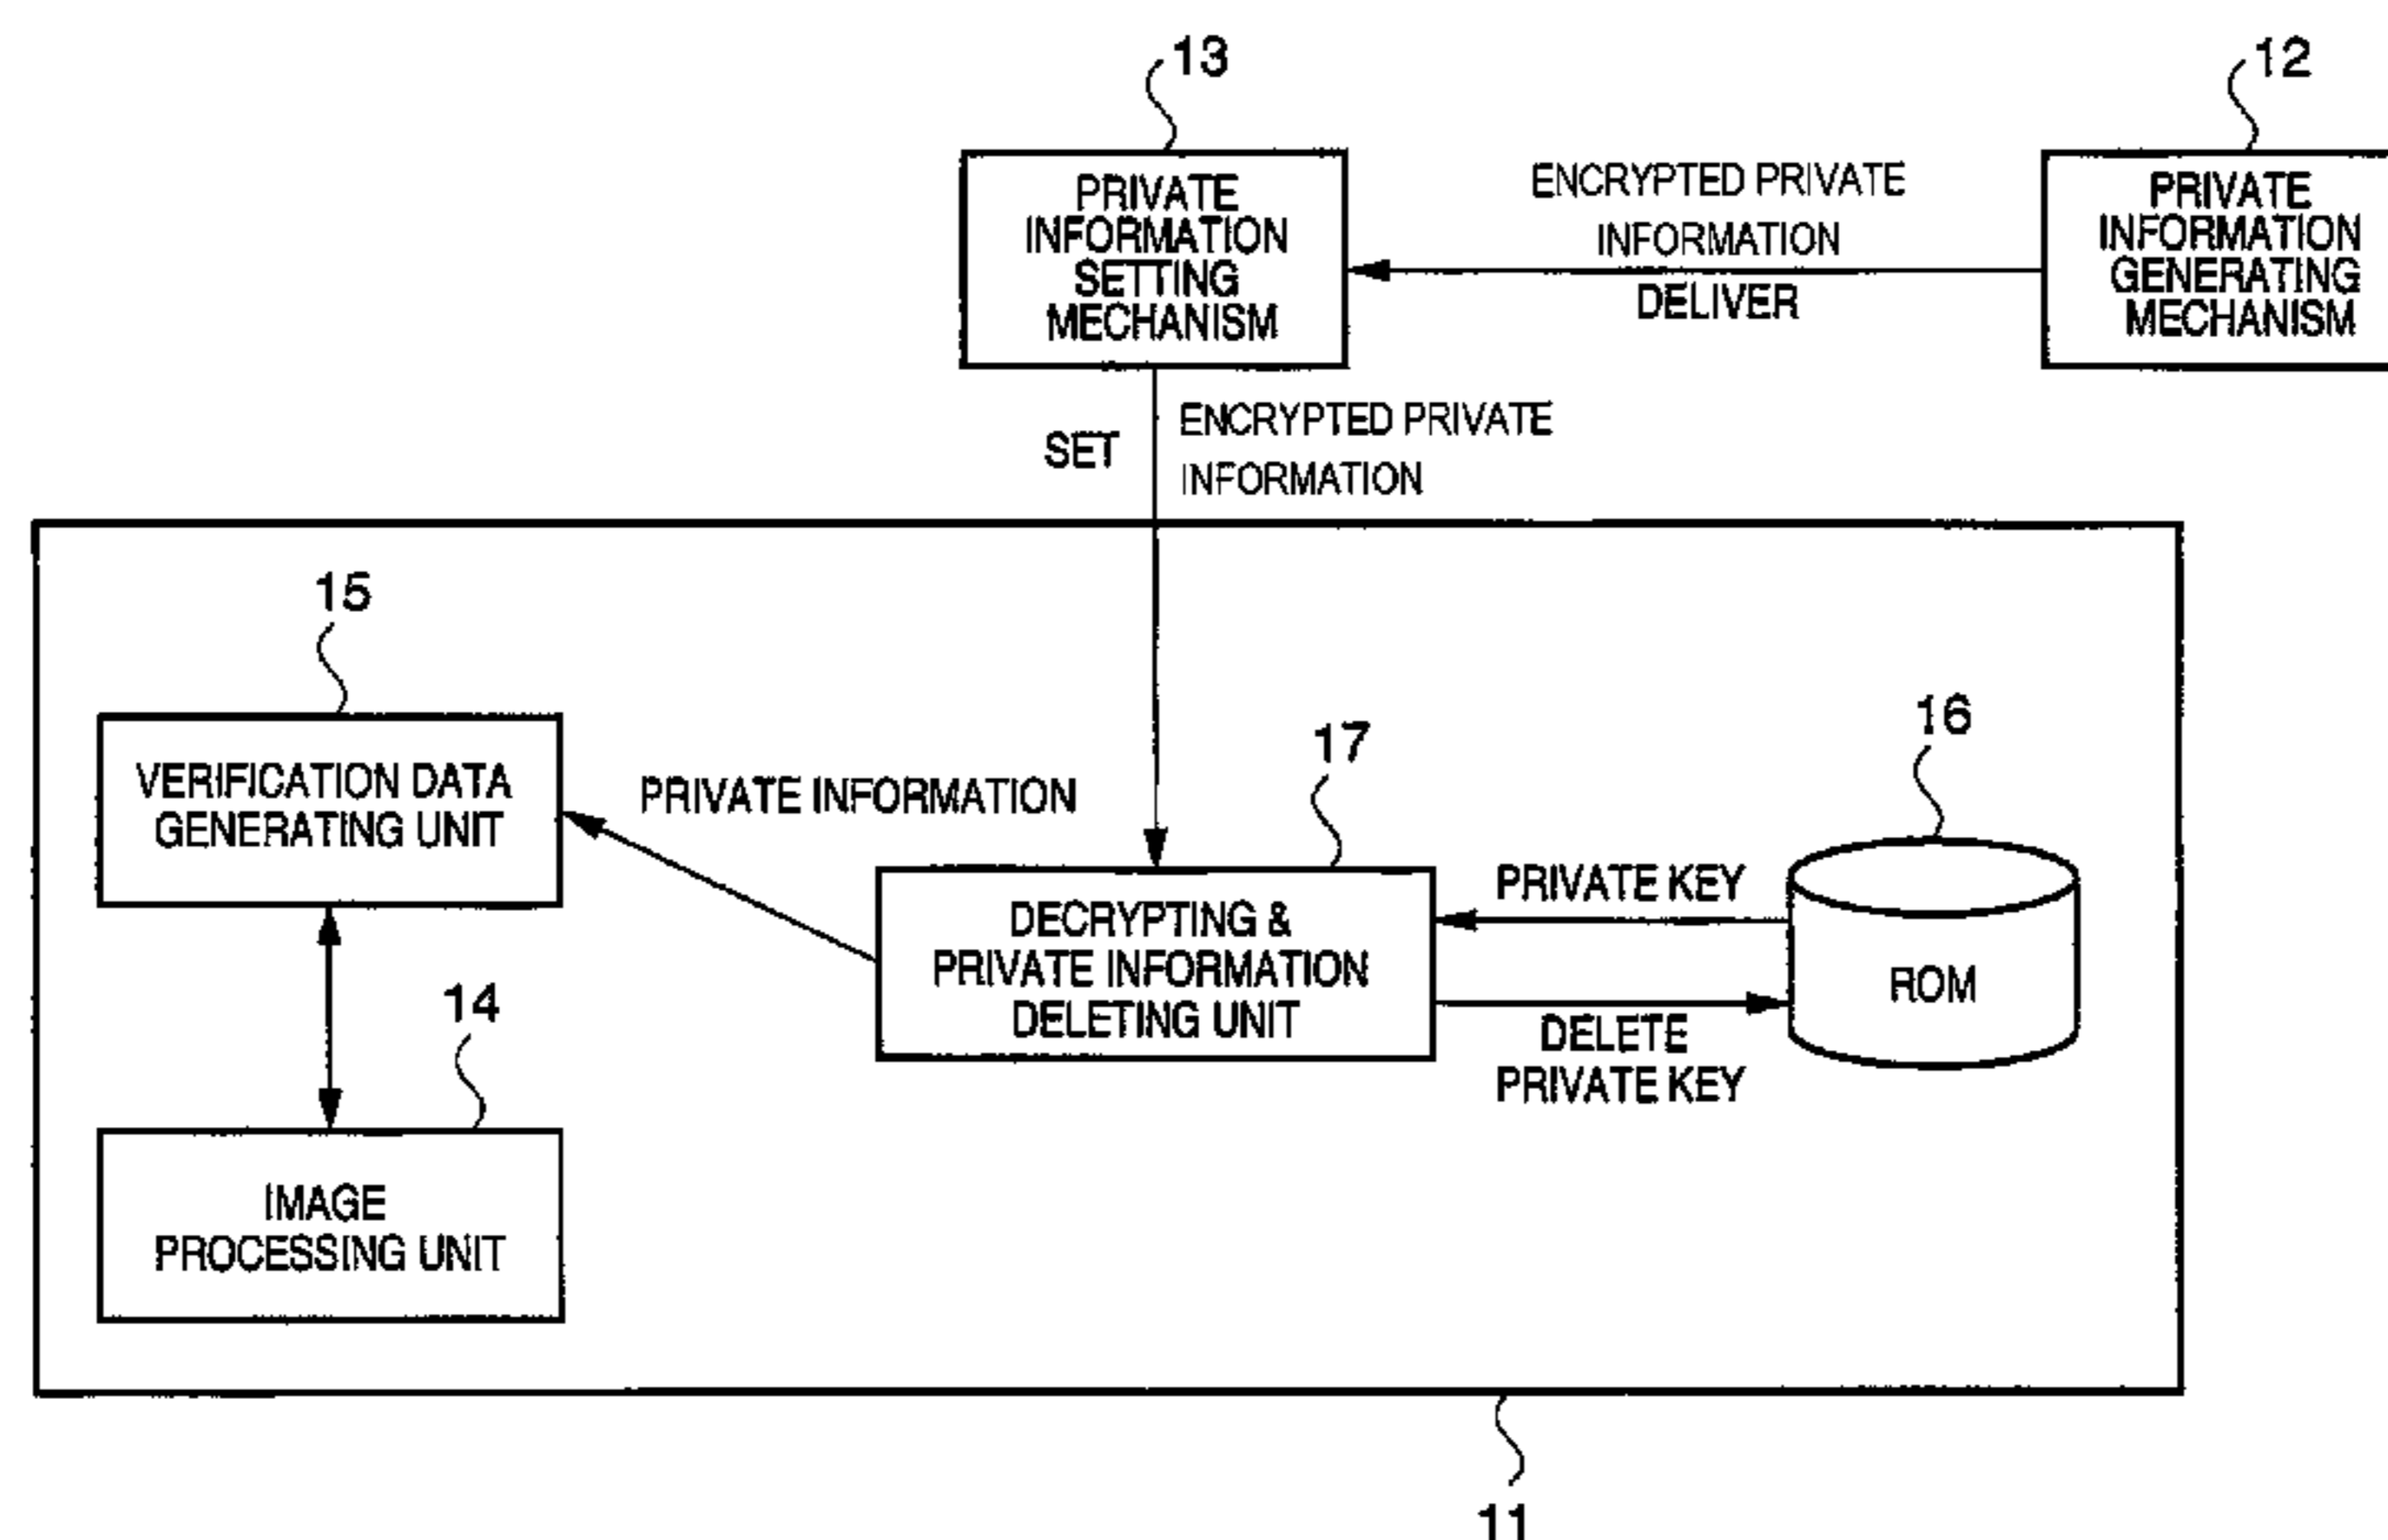 13
12
PRIVATE
INFORMATION
SETTING
MECHANISM
ENCRYPTED PRIVATE
INFORMATION
DELIVER
PRIVATE
INFORMATION
GENERATING
MECHANISM
SET
ENCRYPTED PRIVATE
INFORMATION
15
VERIFICATION DATA
GENERATING UNIT
PRIVATE INFORMATION
17
16
DECRYPTING &
PRIVATE INFORMATION
DELETING UNIT
PRIVATE KEY
DELETE
PRIVATE KEY
ROM
14
IMAGE
PROCESSING UNIT
11